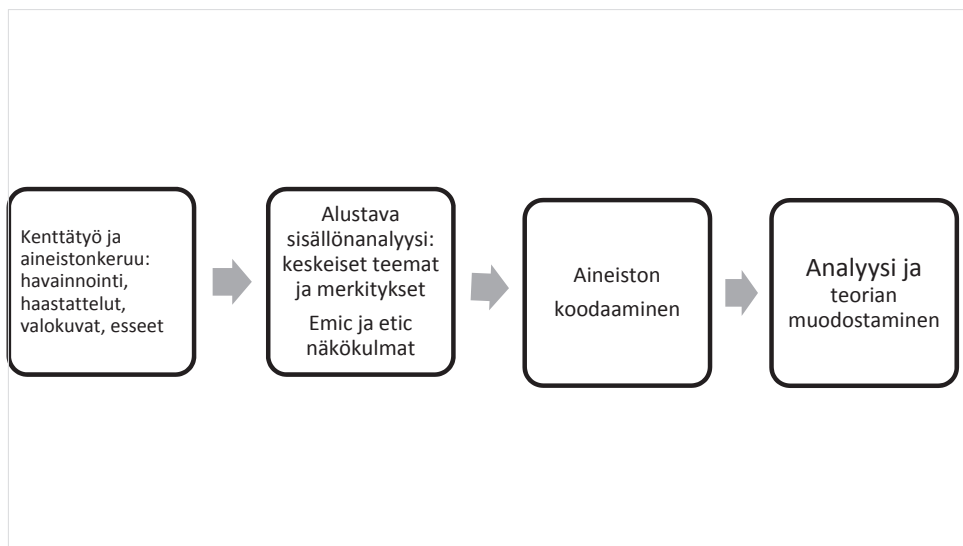 Kenttätyö ja
aineistonkeruu:
havainnointi,
haastattelut,
valokuvat, esseet
Alustava
sisällönanalyysi:
keskeiset teemat
ja merkitykset
Emic ja etic
näkökulmat
Aineiston
koodaaminen
Analyysi ja
teorian
muodostaminen